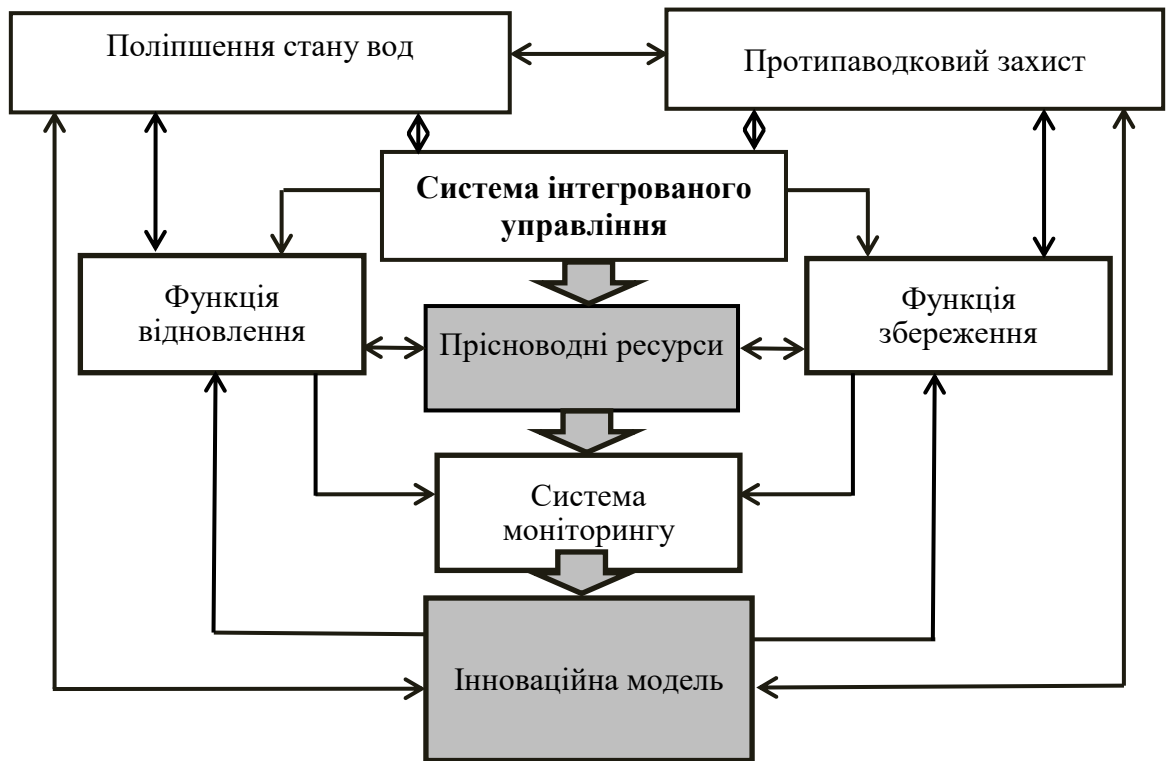 Поліпшення стану вод
Протипаводковий захист
Система інтегрованого
управління
Функція
відновлення
Прісноводні ресурси
Функція
збереження
Система
моніторингу
Інноваційна модель